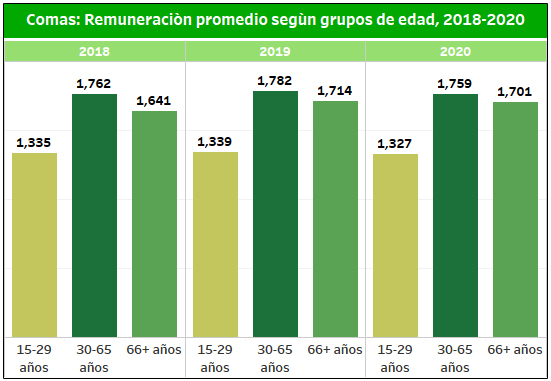 Comas: Remuneraciòn promedio segùn grupos de edad, 2018-2020
2018 2019 2020
1,335 1,762 1,641 1,339 1,782 1,714 1,327 1,759 1,701
15-29 30-65 66+ años 15-29 30-65 66+ años 15-29 30-65 66+ años
años años años años años años